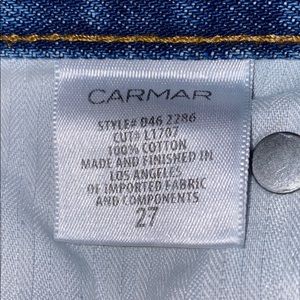 CARMAR
STYLE# D46 2286
CUT# L1707
100% COTTON
MADE AND FINISHED IN
LOS ANGELES
OF IMPORTED FABRIC
AND COMPONENTS
27